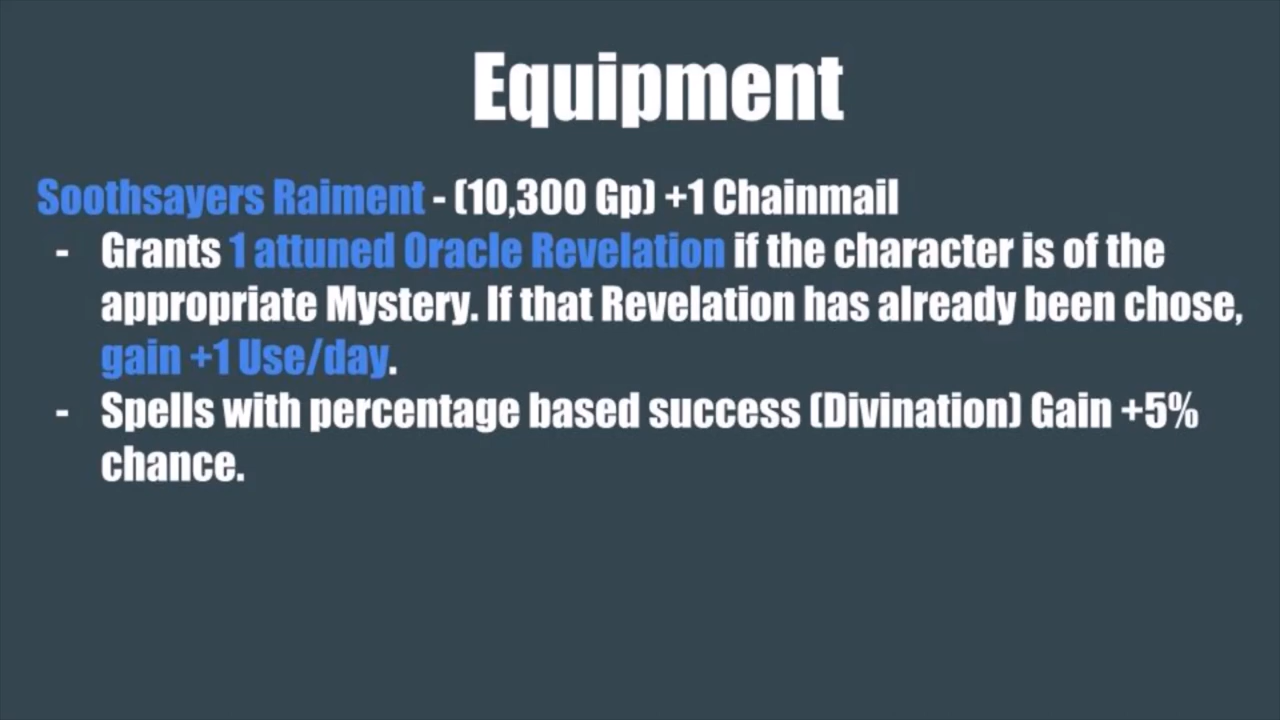 Equipment
Soothsayers Raiment - (10,300 Gp) +1 Chainmail
- Grants 1 attuned Oracle Revelation if the character is of the
appropriate Mystery. If that Revelation has already been chose,
gain +1 Use/day.
- Spells with percentage based success (Divination) Gain +5%
chance.